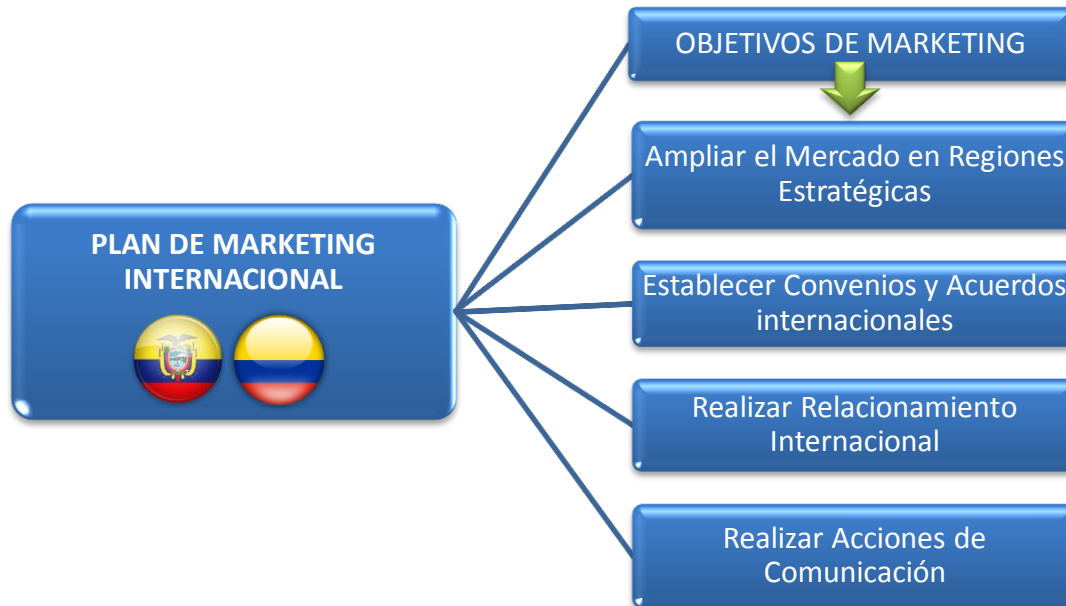 OBJETIVOS DE MARKETING
Ampliar el Mercado en Regiones
Estratégicas
PLAN DE MARKETING
INTERNACIONAL
Establecer Convenios y Acuerdos
internacionales
Realizar Relacionamiento
Internacional
Realizar Acciones de
Comunicación